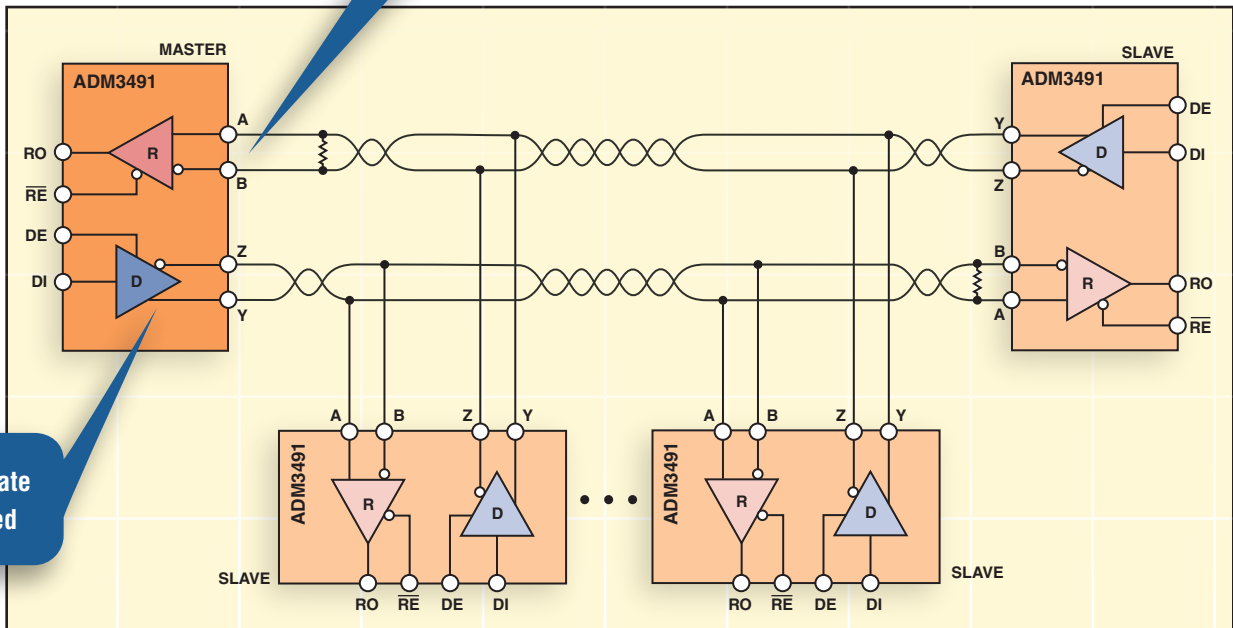 MASTER
ADM3491
A
RO
R
RE
B
DE
Z
DI
D
Y
SLAVE
ADM3491
DE
Y
D
DI
Z
B
R
RO
A
RE
ate
ed
A B Z Y
ADM3491
R
D
SLAVE
RO RE DE DI
A B Z Y
ADM3491
R
D
SLAVE
RO RE DE DI